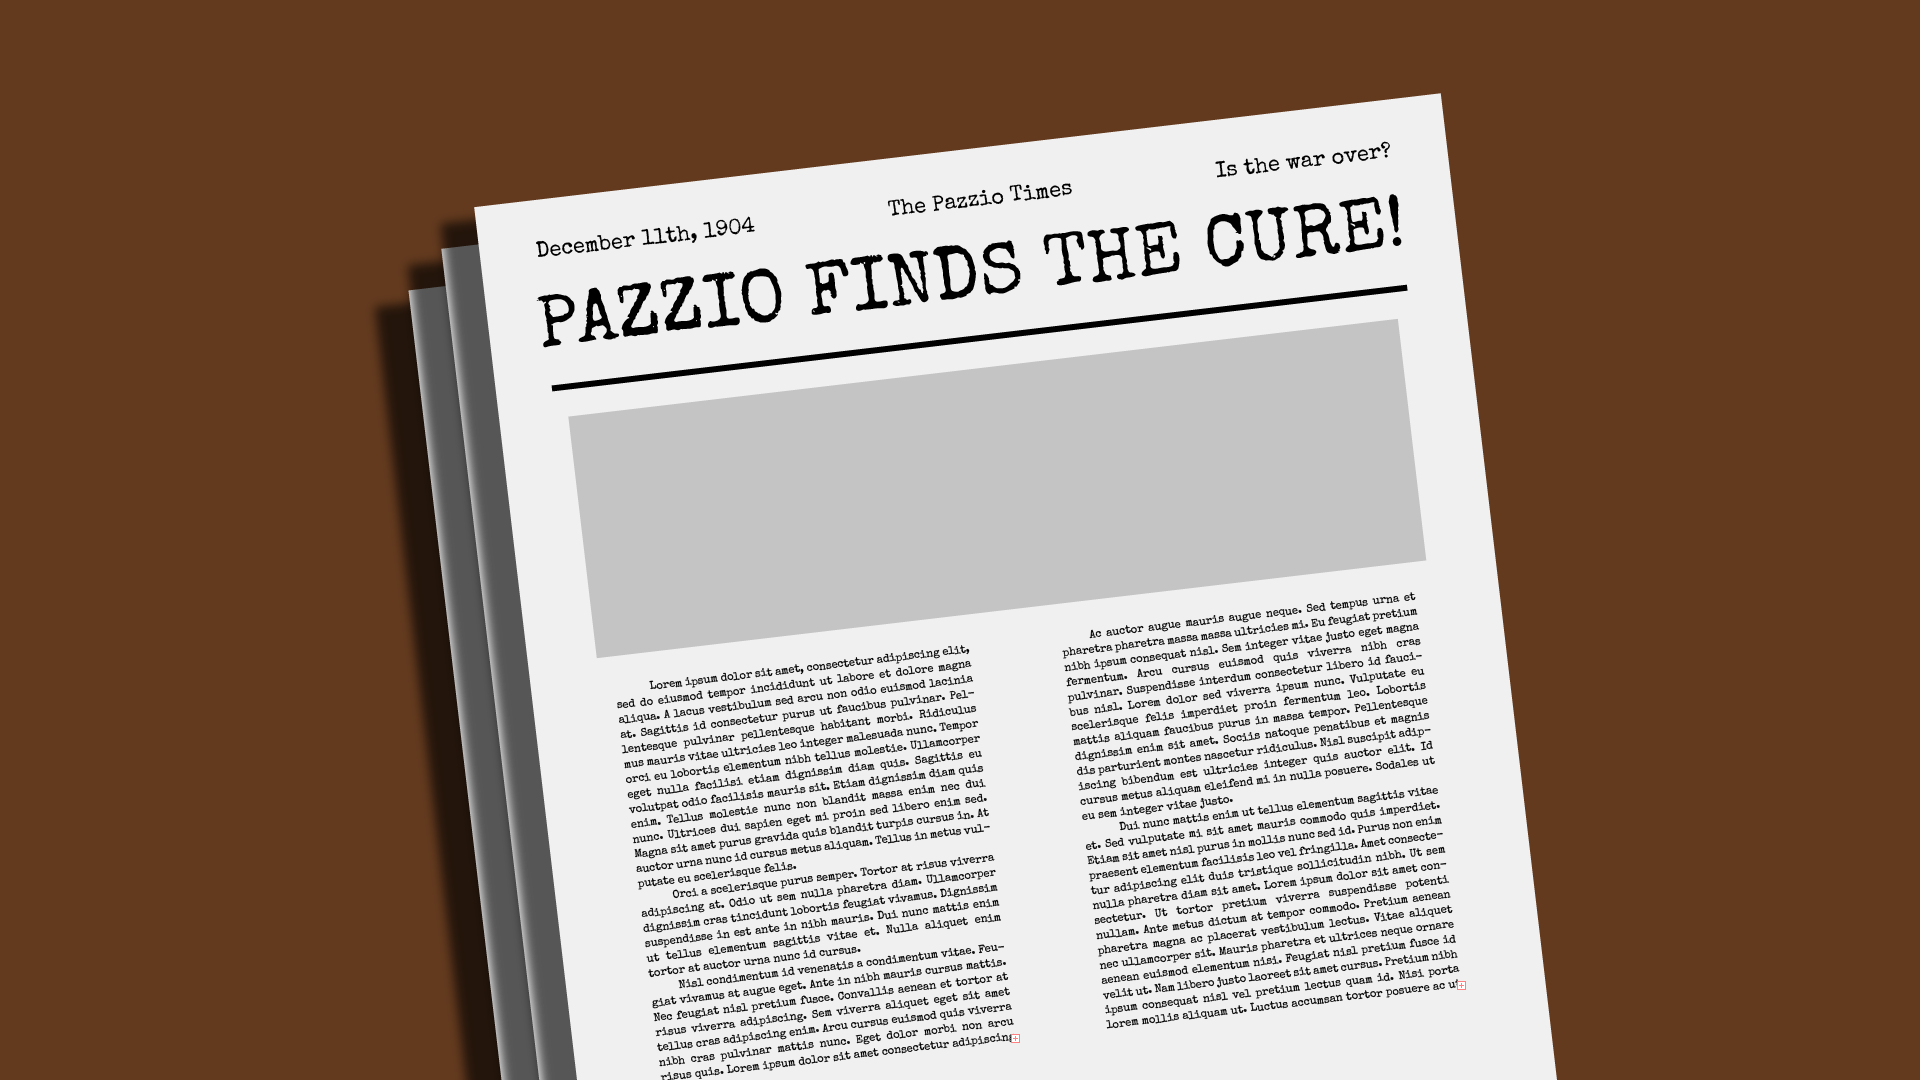 December 11th, 1904
The Pazzio Times
Is the war over?
PAZZIO FINDS THE CURE!
Lorem ipsum dolor sit amet, consectetur adipiscing elit,
sed do eiusmod tempor incididunt ut labore et dolore magna
aliqua. A lacus vestibulum sed arcu non odio euismod lacinia
at. Sagittis id consectetur purus ut faucibus pulvinar. Pel-
lentesque pulvinar pellentesque habitant morbi. Ridiculus
mus mauris vitae ultricies leo integer malesuada nunc. Tempor
orci eu lobortis elementum nibh tellus molestie. Ullamcorper
eget nulla facilisi etiam dignissim diam quis. Sagittis eu
volutpat odio facilisis mauris sit. Etiam dignissim diam quis
enim. Tellus molestie nunc non blandit massa enim nec dui
nunc. Ultrices dui sapien eget mi proin sed libero enim sed.
Magna sit amet purus gravida quis blandit turpis cursus in. At
auctor urna nunc id cursus metus aliquam. Tellus in metus vul-
putate eu scelerisque felis.
Orci a scelerisque purus semper. Tortor at risus viverra
adipiscing at. Odio ut sem nulla pharetra diam. Ullamcorper
dignissim cras tincidunt lobortis feugiat vivamus. Dignissim
suspendisse in est ante in nibh mauris. Dui nunc mattis enim
ut tellus elementum sagittis vitae et. Nulla aliquet enim
tortor at auctor urna nunc id cursus.
Nisl condimentum id venenatis a condimentum vitae. Feu-
giat vivamus at augue eget. Ante in nibh mauris cursus mattis.
Nec feugiat nisl pretium fusce. Convallis aenean et tortor at
risus viverra adipiscing. Sem viverra aliquet eget sit amet
tellus cras adipiscing enim. Arcu cursus euismod quis viverra
nibh cras pulvinar mattis nunc. Eget dolor morbi non arcu
risus quis. Lorem ipsum dolor sit amet consectetur adipiscing
Ac auctor augue mauris augue neque. Sed tempus urna et
pharetra pharetra massa massa ultricies mi. Eu feugiat pretium
nibh ipsum consequat nisl. Sem integer vitae justo eget magna
fermentum. Arcu cursus euismod quis viverra nibh cras
pulvinar. Suspendisse interdum consectetur libero id fauci-
bus nisl. Lorem dolor sed viverra ipsum nunc. Vulputate eu
scelerisque felis imperdiet proin fermentum leo. Lobortis
mattis aliquam faucibus purus in massa tempor. Pellentesque
dignissim enim sit amet. Sociis natoque penatibus et magnis
dis parturient montes nascetur ridiculus. Nisl suscipit adip-
iscing bibendum est ultricies integer quis auctor elit. Id
cursus metus aliquam eleifend mi in nulla posuere. Sodales ut
eu sem integer vitae justo.
Dui nunc mattis enim ut tellus elementum sagittis vitae
et. Sed vulputate mi sit amet mauris commodo quis imperdiet.
Etiam sit amet nisl purus in mollis nunc sed id. Purus non enim
praesent elementum facilisis leo vel fringilla. Amet consecte-
tur adipiscing elit duis tristique sollicitudin nibh. Ut sem
nulla pharetra diam sit amet. Lorem ipsum dolor sit amet con-
sectetur. Ut tortor pretium viverra suspendisse potenti
nullam. Ante metus dictum at tempor commodo. Pretium aenean
pharetra magna ac placerat vestibulum lectus. Vitae aliquet
nec ullamcorper sit. Mauris pharetra et ultrices neque ornare
aenean euismod elementum nisi. Feugiat nisl pretium fusce id
velit ut. Nam libero justo laoreet sit amet cursus. Pretium nibh
ipsum consequat nisl vel pretium lectus quam id. Nisi porta
lorem mollis aliquam ut. Luctus accumsan tortor posuere ac ut